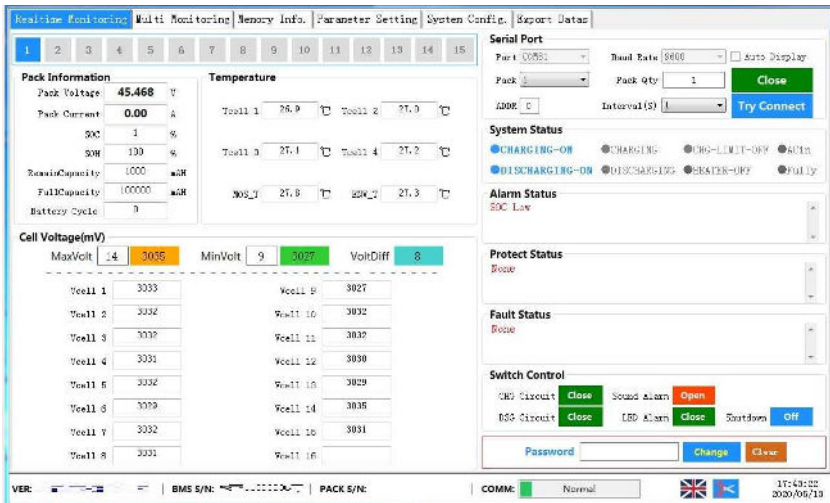 Realtime Monitoring Multi Monitoring Memory Info. Parameter Setting System Config. Export Datas
1 2 3 4 5 6 7 8 9 10 11 12 13 14 15
Pack Information
Pack Voltage 45.468 V
Pack Current 0.00 A
SOC 1 %
SOH 100 %
RemainCapacity 1000 mAH
FullCapacity 100000 mAH
Battery Cycle 0
Temperature
Tcell 1 26.9 ℃ Tcell 2 27.0 ℃
Tcell 3 27.1 ℃ Tcell 4 27.2 ℃
MOS_T 27.8 ℃ ENV_T 27.3 ℃
Cell Voltage(mV)
MaxVolt 14 3035 MinVolt 9 3027 VoltDiff 8
Vcell 1 3033 Vcell 9 3027
Vcell 2 3032 Vcell 10 3032
Vcell 3 3032 Vcell 11 3032
Vcell 4 3031 Vcell 12 3030
Vcell 5 3032 Vcell 13 3029
Vcell 6 3029 Vcell 14 3035
Vcell 7 3032 Vcell 15 3031
Vcell 8 3031 Vcell 16
Serial Port
Port Baud Rate 9600 Auto Display
Pack 1 Pack Qty 1 Close
ADDR 0 Interval(S) 1 Try Connect
System Status
CHARGING-ON CHARGING CHG-LIMIT-OFF ACin
DISCHARGING-ON DISCHARGING HEATER-OFF Fully
Alarm Status
SOC Low
Protect Status
None
Fault Status
None
Switch Control
CHG Circuit Close Sound Alarm Open
DSG Circuit Close LED Alarm Close Shutdown Off
Password Change Clear
VER: BMS S/N: PACK S/N: COMM: Normal
17:43:22
2020/05/13